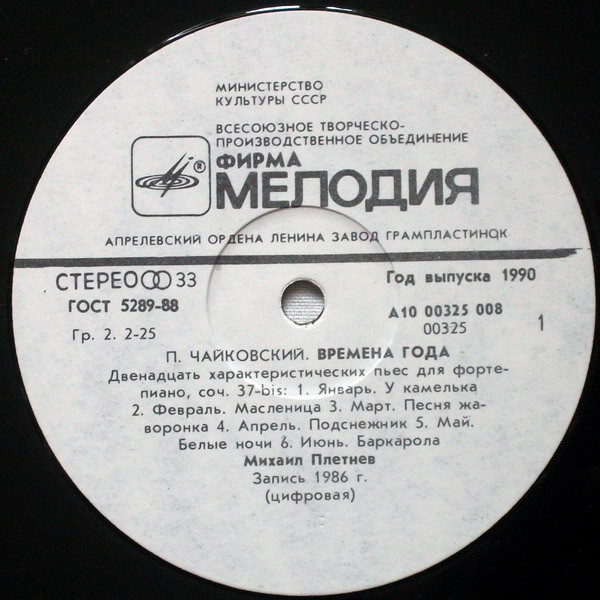 МИНИСТЕРСТВО
КУЛЬТУРЫ СССР
ВСЕСОЮЗНОЕ ТВОРЧЕСКО-
ПРОИЗВОДСТВЕННОЕ ОБЪЕДИНЕНИЕ
ФИРМА
® МЕЛОДИЯ
АПРЕЛЕВСКИЙ ОРДЕНА ЛЕНИНА ЗАВОД ГРАМПЛАСТИНОК
СТЕРЕО 33
Год выпуска 1990
ГОСТ 5289-88
А10 00325 008
Гр. 2. 2-25
00325
1
П. ЧАЙКОВСКИЙ. ВРЕМЕНА ГОДА
Двенадцать характеристических пьес для форте-
пиано, соч. 37-bis: 1. Январь. У камелька
2. Февраль. Масленица 3. Март. Песня жа-
воронка 4. Апрель. Подснежник 5. Май.
Белые ночи 6. Июнь. Баркарола
Михаил Плетнев
Запись 1986 г.
(цифровая)